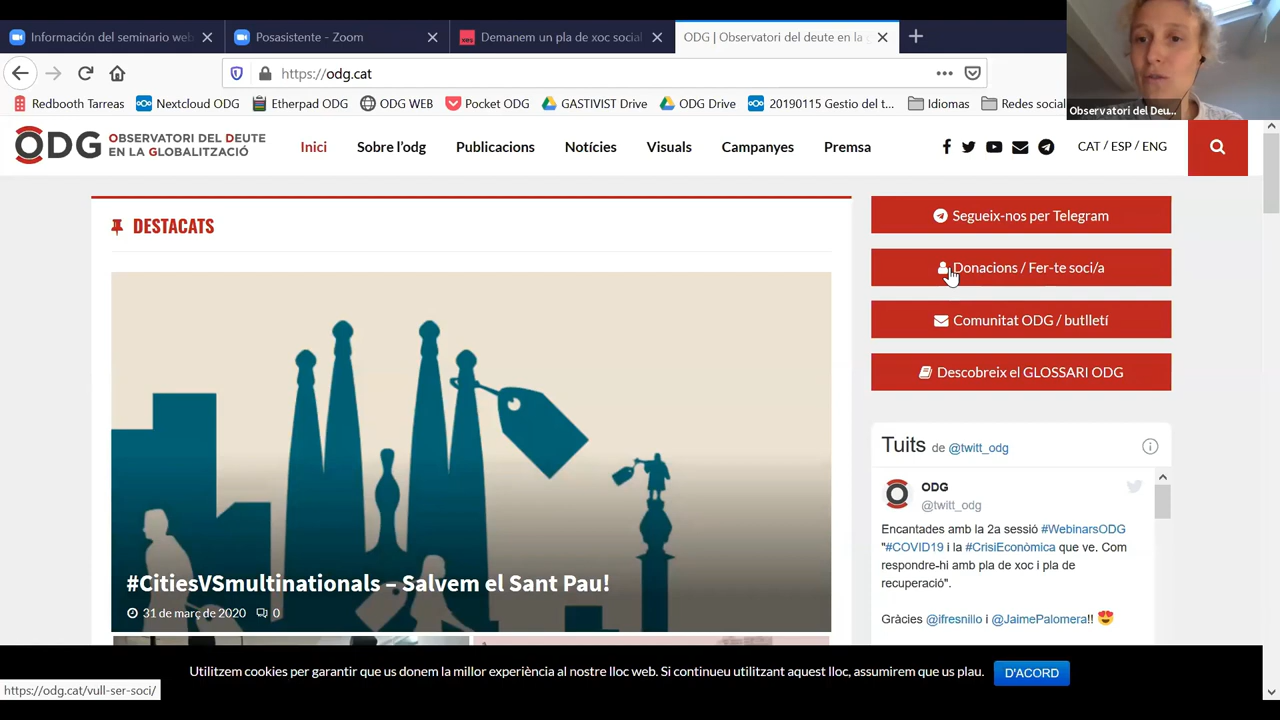 Información del seminario web
Posasistente - Zoom
Demanem un pla de xoc social
ODG | Observatori del deute en la g
https://odg.cat
Redbooth Tarreas
Nextcloud ODG
Etherpad ODG
ODG WEB
Pocket ODG
GASTIVIST Drive
ODG Drive
20190115 Gestio del t...
Idiomas
Redes social
Observatori del Deu...
ODG OBSERVATORI DEL DEUTE
EN LA GLOBALITZACIÓ
Inici
Sobre l'odg
Publicacions
Notícies
Visuals
Campanyes
Premsa
CAT / ESP / ENG
DESTACATS
#CitiesVSmultinationals – Salvem el Sant Pau!
31 de març de 2020
0
Segueix-nos per Telegram
Donacions / Fer-te soci/a
Comunitat ODG / butlletí
Descobreix el GLOSSARI ODG
Tuits de @twitt_odg
ODG
@twitt_odg
Encantades amb la 2a sessió #WebinarsODG
"#COVID19 i la #CrisiEconòmica que ve. Com
respondre-hi amb pla de xoc i pla de
recuperació".
Gràcies @ifresnillo i @JaimePalomera!!
Utilitzem cookies per garantir que us donem la millor experiència al nostre lloc web. Si continueu utilitzant aquest lloc, assumirem que us plau.
D'ACORD
https://odg.cat/vull-ser-soci/